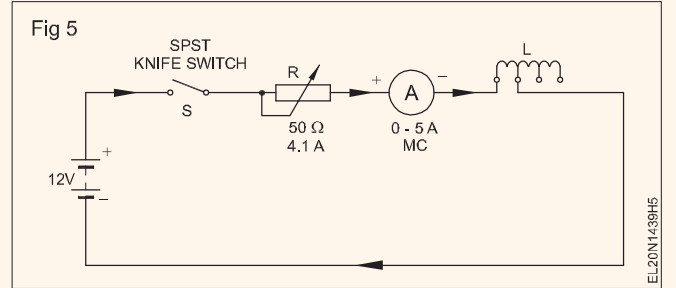 Fig 5
SPST
KNIFE SWITCH
S
R
50 Ω
4.1 A
+
A
–
0 - 5 A
MC
L
12V
+
–
EL20N1439H5